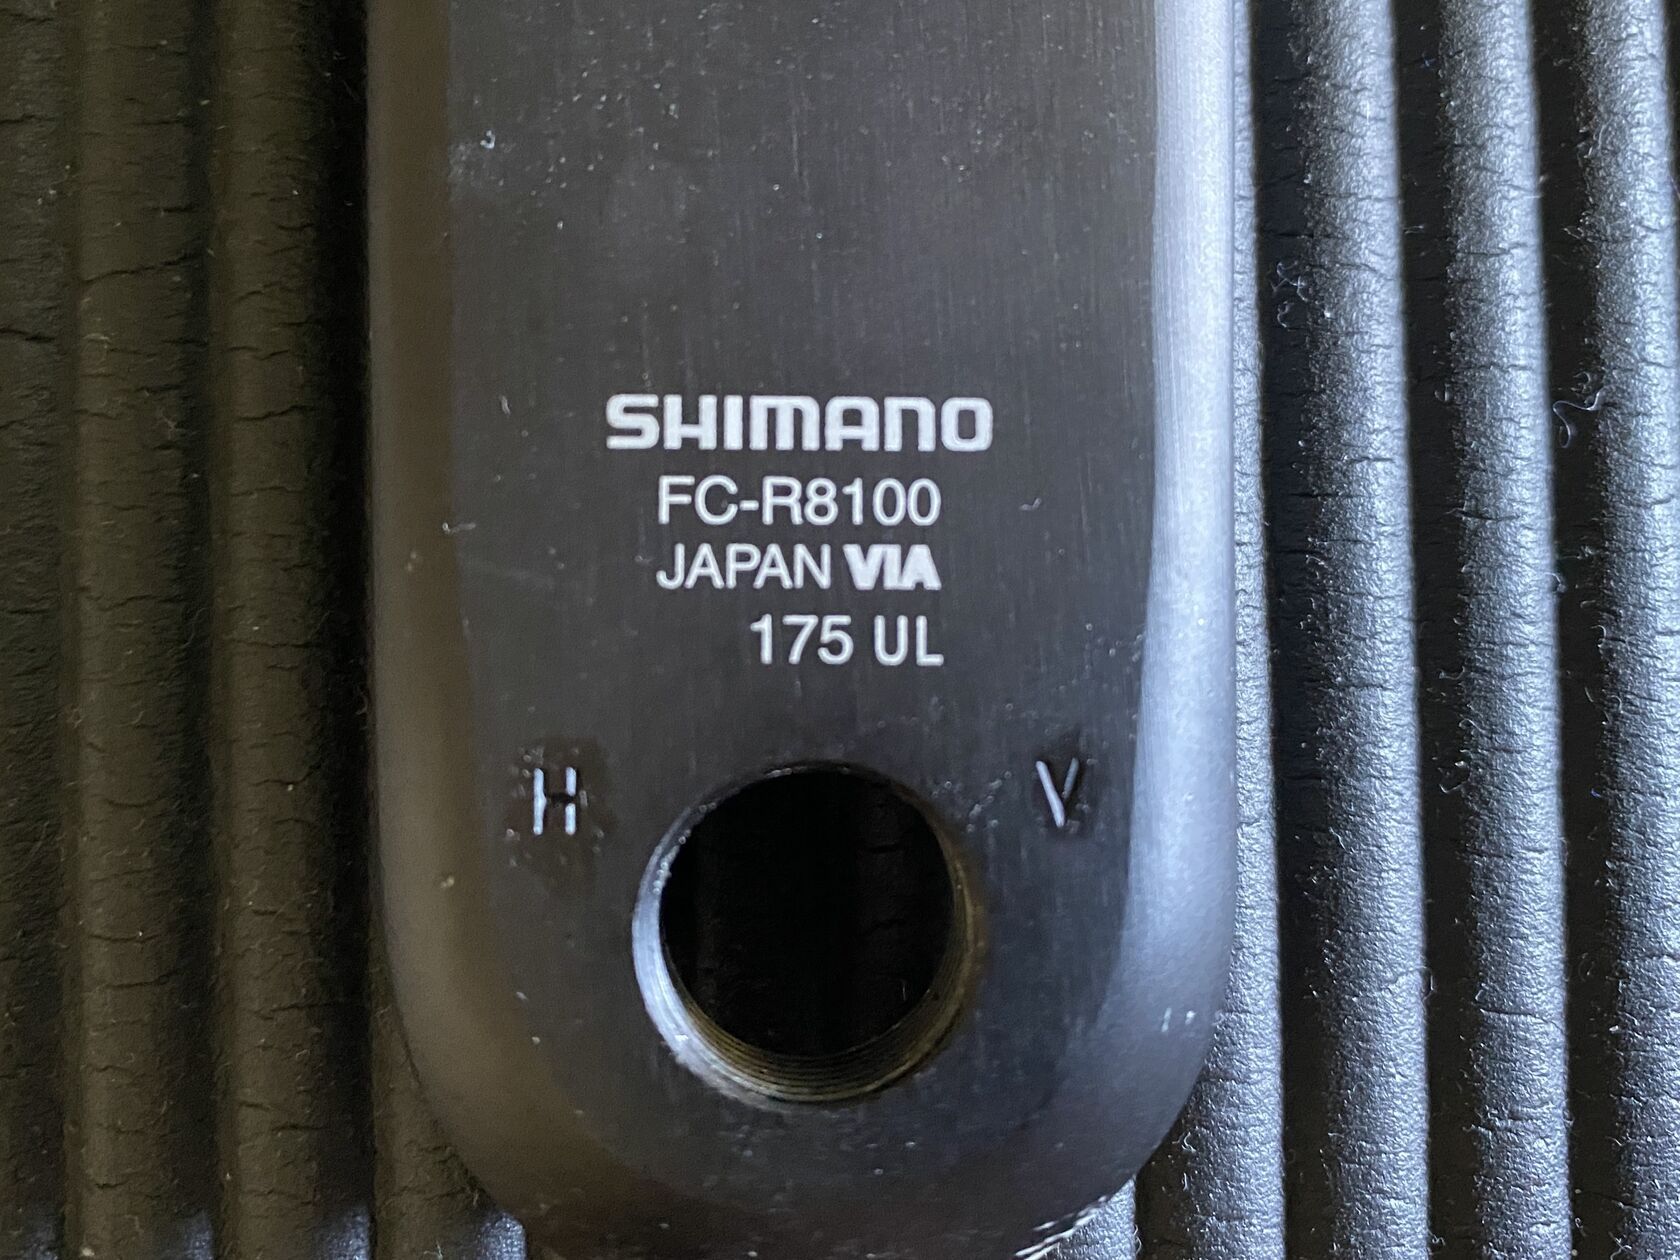 SHIMANO
FC-R8100
JAPAN VIA
175 UL
H V